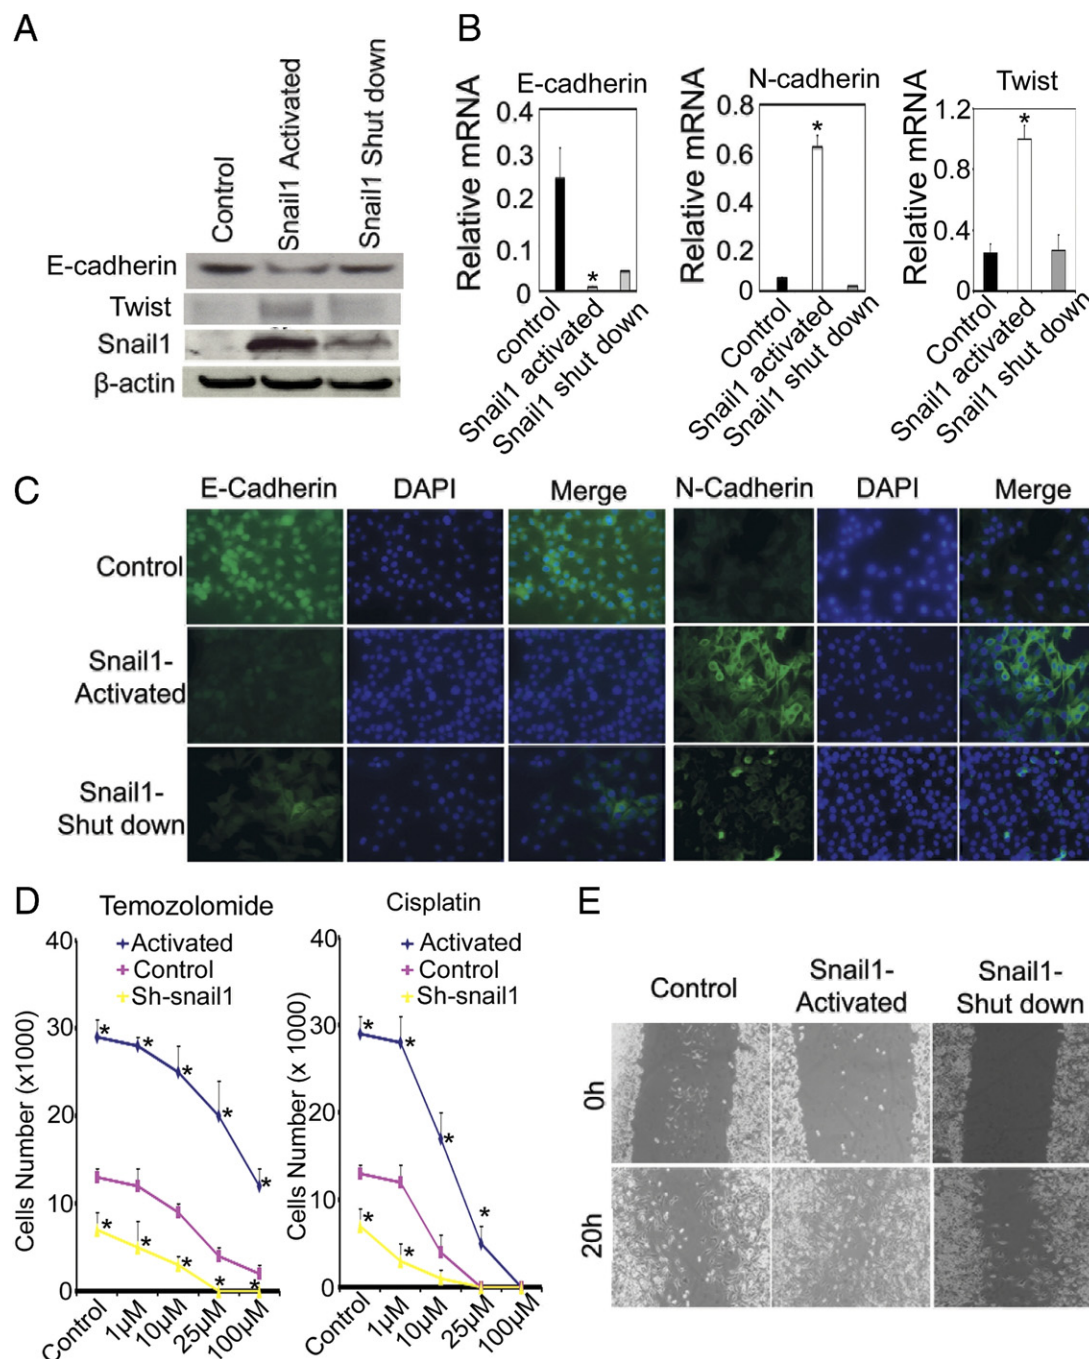 A
Control
Snail1 Activated
Snail1 Shut down
E-cadherin
Twist
Snail1
β-actin
B
E-cadherin
Relative mRNA
0.4
0.3
0.2
0.1
0
control
Snail1 activated
Snail1 shut down
N-cadherin
Relative mRNA
0.8
0.6
0.4
0.2
0
*
Control
Snail1 activated
Snail1 shut down
Twist
Relative mRNA
1.2
0.8
0.4
0.0
*
Control
Snail1 activated
Snail1 shut down
C
E-Cadherin DAPI Merge N-Cadherin DAPI Merge
Control
Snail1-
Activated
Snail1-
Shut down
D
Temozolomide
Cells Number (x1000)
40
30
20
10
0
Activated
Control
Sh-snail1
Control 1µM 10µM 25µM 100µM
Cisplatin
Cells Number (x 1000)
40
30
20
10
0
Activated
Control
Sh-snail1
Control 1µM 10µM 25µM 100µM
E
Control
Snail1-
Activated
Snail1-
Shut down
0h
20h